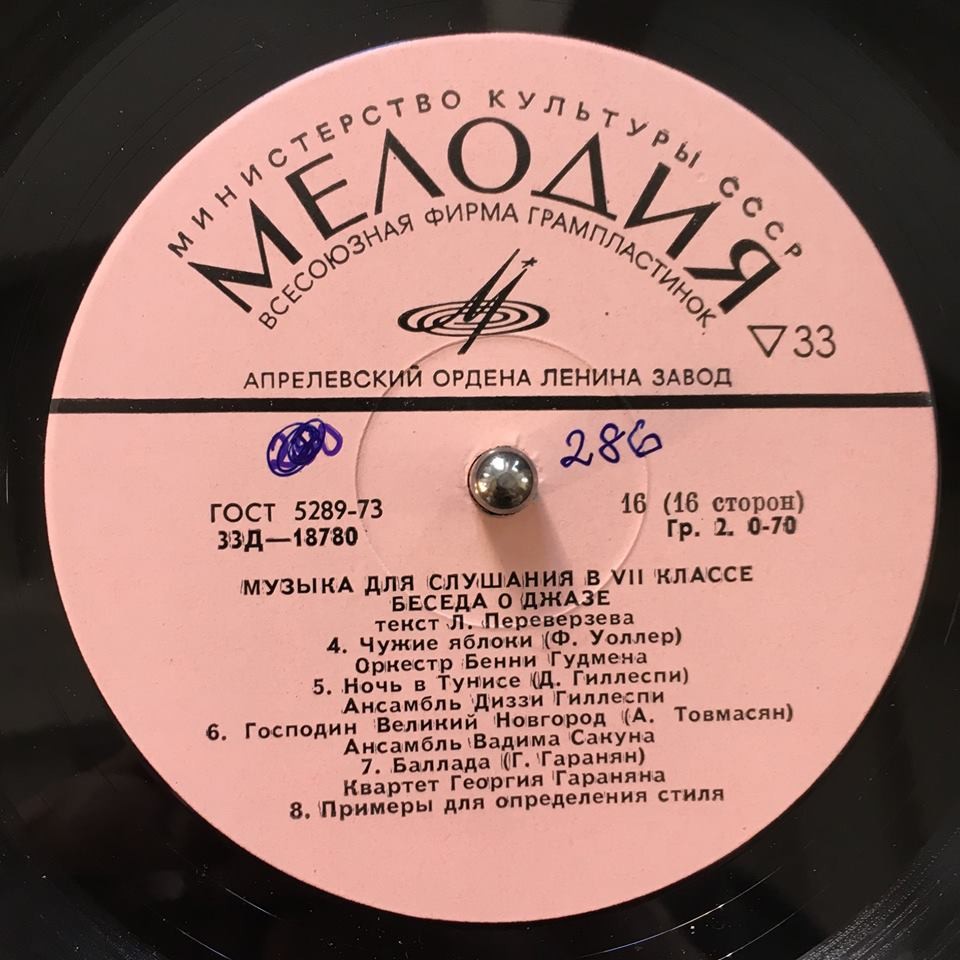 МИНИСТЕРСТВО КУЛЬТУРЫ СССР
МЕЛОДИЯ
ВСЕСОЮЗНАЯ ФИРМА ГРАМПЛАСТИНОК
▽33
АПРЕЛЕВСКИЙ ОРДЕНА ЛЕНИНА ЗАВОД
286
ГОСТ 5289-73
16 (16 сторон)
33Д—18780
Гр. 2. 0-70
МУЗЫКА ДЛЯ СЛУШАНИЯ В VII КЛАССЕ
БЕСЕДА О ДЖАЗЕ
текст Л. Переверзева
4. Чужие яблоки (Ф. Уоллер)
Оркестр Бенни Гудмена
5. Ночь в Тунисе (Д. Гиллеспи)
Ансамбль Диззи Гиллеспи
6. Господин Великий Новгород (А. Товмасян)
Ансамбль Вадима Сакуна
7. Баллада (Г. Гаранян)
Квартет Георгия Гараняна
8. Примеры для определения стиля